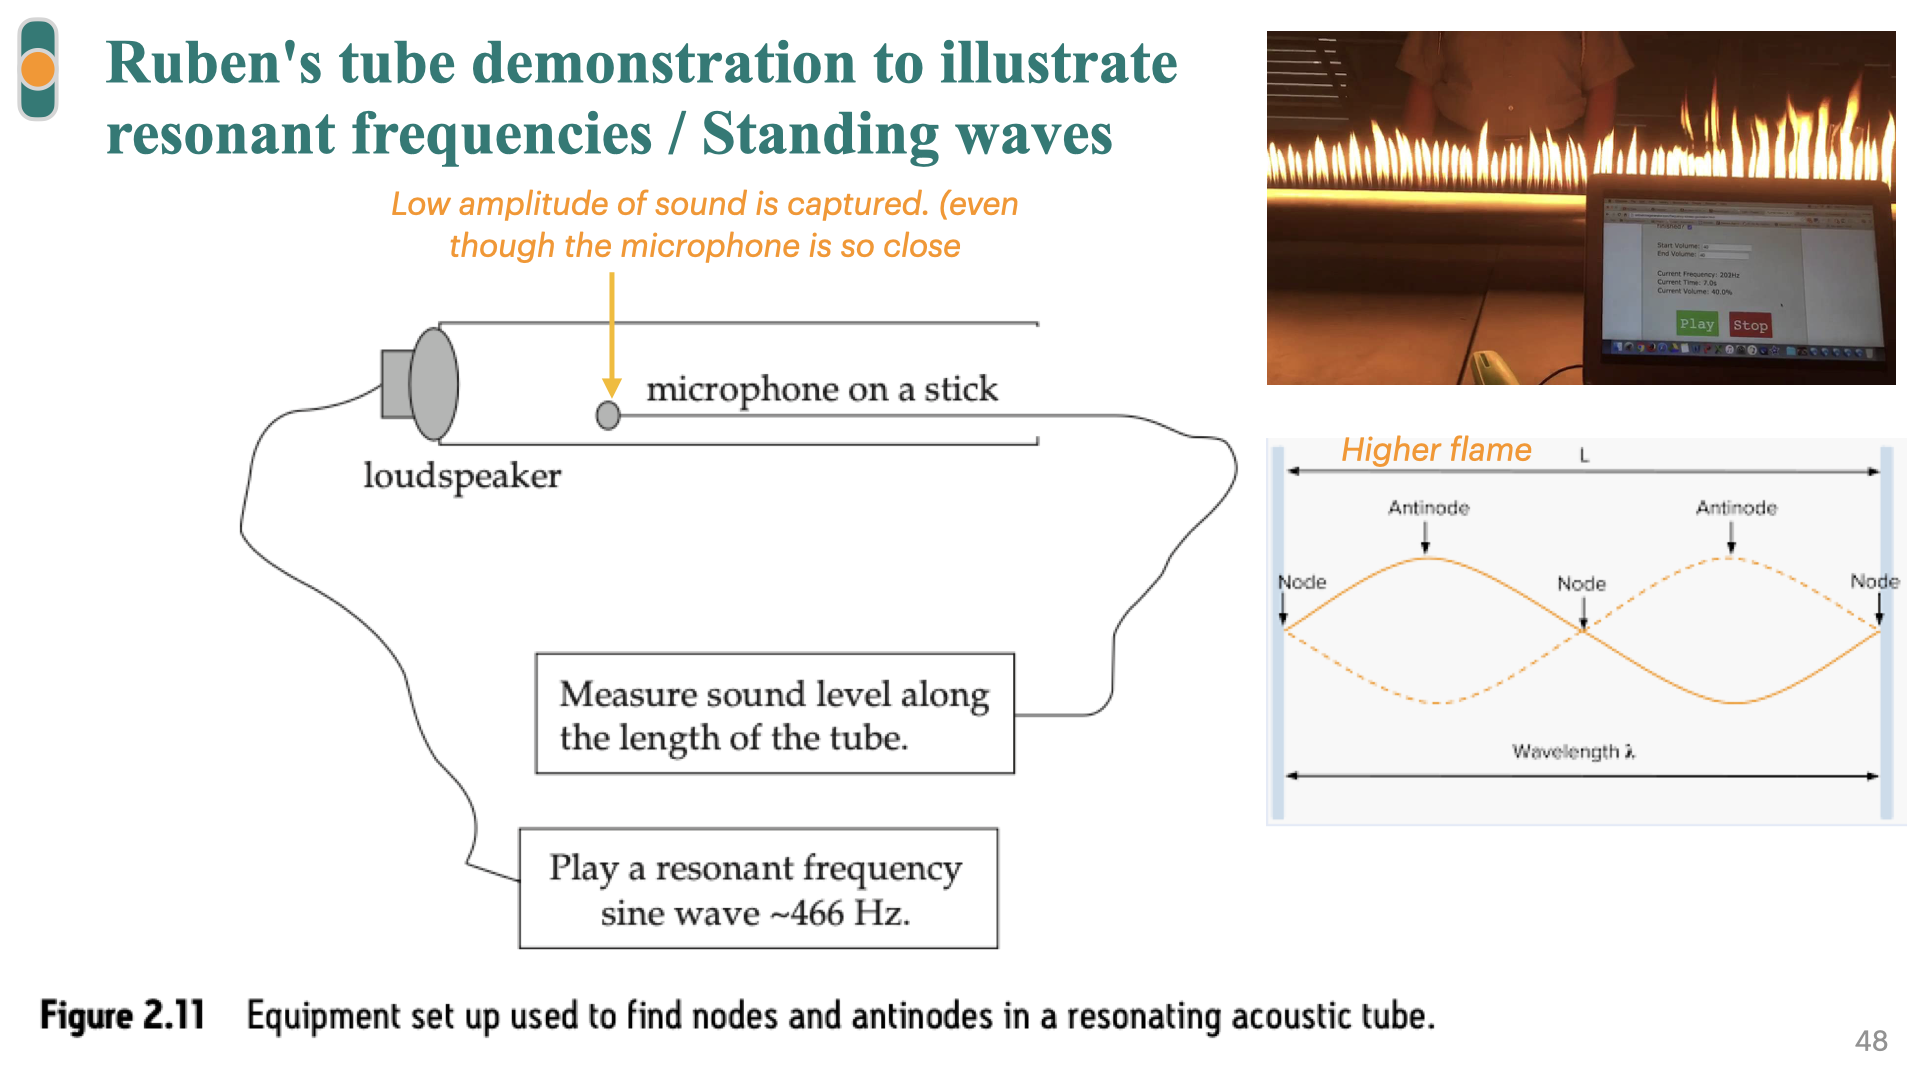 Ruben's tube demonstration to illustrate
resonant frequencies / Standing waves
Low amplitude of sound is captured. (even
though the microphone is so close
microphone on a stick
loudspeaker
Measure sound level along
the length of the tube.
Play a resonant frequency
sine wave ~466 Hz.
finished?
Start Volume:
End Volume:
Current Frequency: 203Hz
Current Time: 7.0s
Current Volume: 40.0%
Play Stop
Higher flame
L
Antinode Antinode
Node Node Node
Wavelength λ
Figure 2.11 Equipment set up used to find nodes and antinodes in a resonating acoustic tube.
48